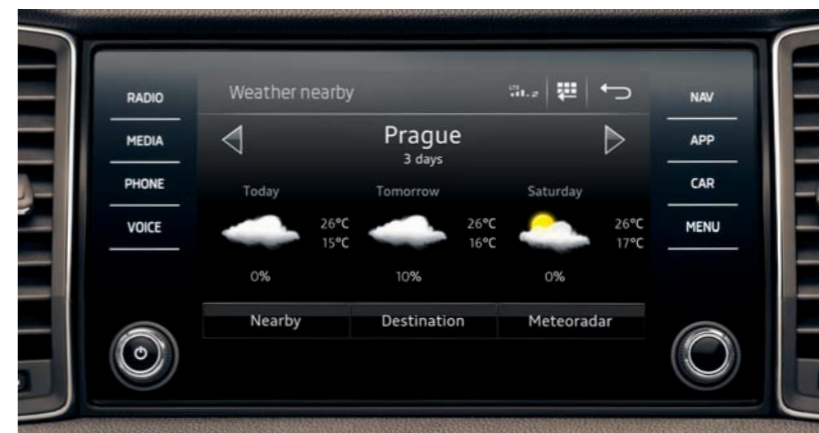 RADIO
MEDIA
PHONE
VOICE
Weather nearby
LTE
Prague
3 days
Today
Tomorrow
Saturday
26°C
15°C
26°C
16°C
26°C
17°C
0%
10%
0%
Nearby
Destination
Meteoradar
NAV
APP
CAR
MENU